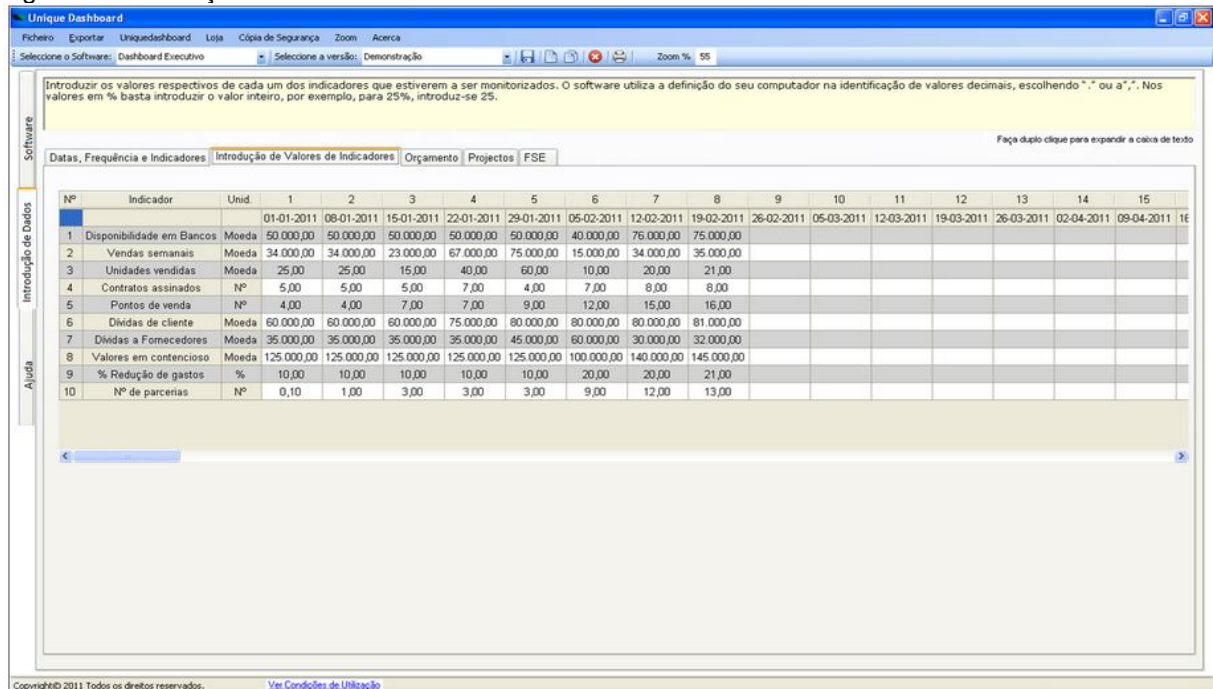 Unique Dashboard
Ficheiro Exportar Uniquedashboard Loja Cópia de Segurança Zoom Acerca
Seleccione o Software: Dashboard Executivo Seleccione a versão: Demonstração Zoom % 55
Introduzir os valores respectivos de cada um dos indicadores que estiverem a ser monitorizados. O software utiliza a definição do seu computador na identificação de valores decimais, escolhendo "." ou a",". Nos
valores em % basta introduzir o valor inteiro, por exemplo, para 25%, introduz-se 25.
Faça duplo clique para expandir a caixa de texto
Software
Introdução de Dados
Ajuda
Datas, Frequência e Indicadores Introdução de Valores de Indicadores Orçamento Projectos FSE
Nº Indicador Unid. 1 2 3 4 5 6 7 8 9 10 11 12 13 14 15
01-01-2011 08-01-2011 15-01-2011 22-01-2011 29-01-2011 05-02-2011 12-02-2011 19-02-2011 26-02-2011 05-03-2011 12-03-2011 19-03-2011 26-03-2011 02-04-2011 09-04-2011 16
1 Disponibilidade em Bancos Moeda 50.000,00 50.000,00 50.000,00 50.000,00 50.000,00 40.000,00 76.000,00 75.000,00
2 Vendas semanais Moeda 34.000,00 34.000,00 23.000,00 67.000,00 75.000,00 15.000,00 34.000,00 35.000,00
3 Unidades vendidas Moeda 25,00 25,00 15,00 40,00 60,00 10,00 20,00 21,00
4 Contratos assinados Nº 5,00 5,00 5,00 7,00 4,00 7,00 8,00 8,00
5 Pontos de venda Nº 4,00 4,00 7,00 7,00 9,00 12,00 15,00 16,00
6 Dívidas de cliente Moeda 60.000,00 60.000,00 60.000,00 75.000,00 80.000,00 80.000,00 80.000,00 81.000,00
7 Dívidas a Fornecedores Moeda 35.000,00 35.000,00 35.000,00 35.000,00 45.000,00 60.000,00 30.000,00 32.000,00
8 Valores em contencioso Moeda 125.000,00 125.000,00 125.000,00 125.000,00 125.000,00 100.000,00 140.000,00 145.000,00
9 % Redução de gastos % 10,00 10,00 10,00 10,00 10,00 20,00 20,00 21,00
10 Nº de parcerias Nº 0,10 1,00 3,00 3,00 3,00 9,00 12,00 13,00
Copyright© 2011 Todos os direitos reservados. Ver Condições de Utilização